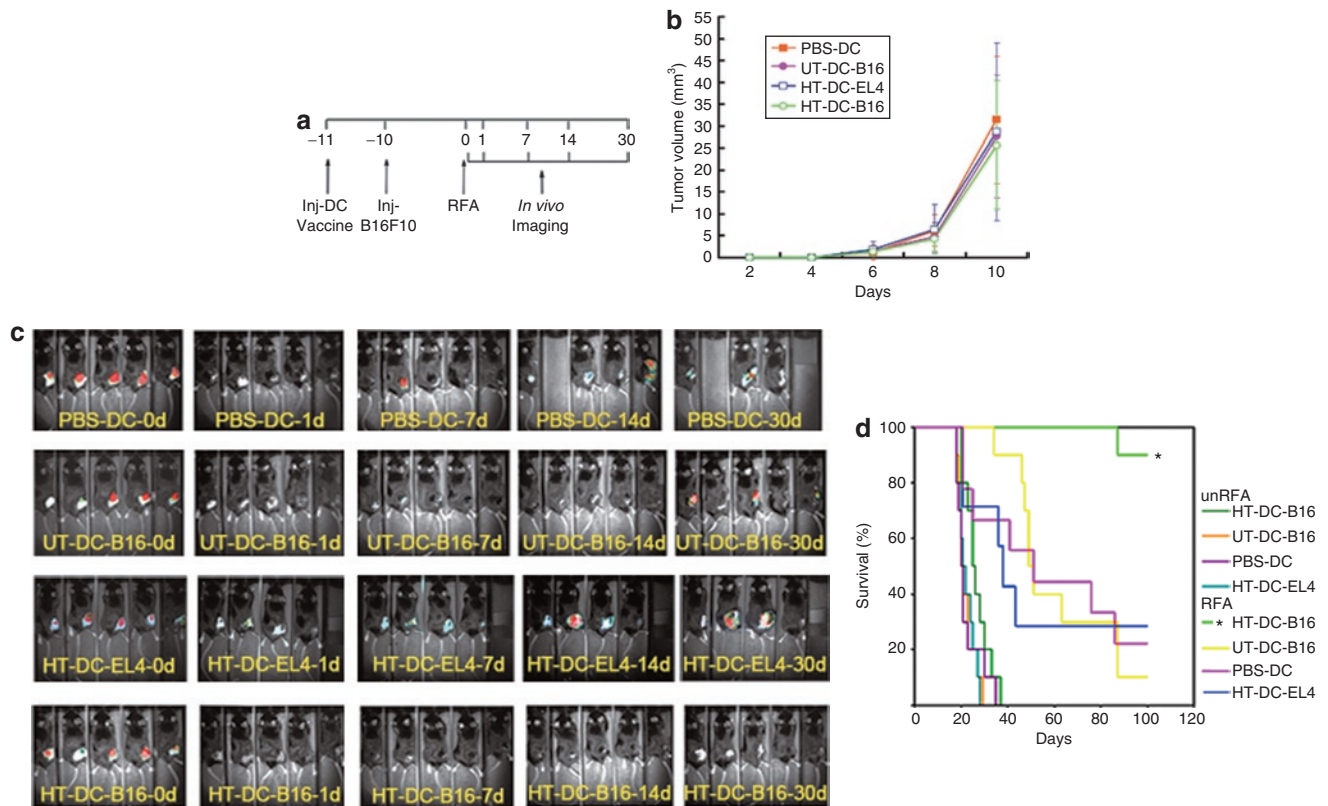 a
−11 −10 0 1 7 14 30
Inj-DC Vaccine
Inj-B16F10
RFA
In vivo Imaging
b
PBS-DC
UT-DC-B16
HT-DC-EL4
HT-DC-B16
Tumor volume (mm³)
55
50
45
40
35
30
25
20
15
10
5
0
2 4 6 8 10
Days
c
PBS-DC-0d PBS-DC-1d PBS-DC-7d PBS-DC-14d PBS-DC-30d
UT-DC-B16-0d UT-DC-B16-1d UT-DC-B16-7d UT-DC-B16-14d UT-DC-B16-30d
HT-DC-EL4-0d HT-DC-EL4-1d HT-DC-EL4-7d HT-DC-EL4-14d HT-DC-EL4-30d
HT-DC-B16-0d HT-DC-B16-1d HT-DC-B16-7d HT-DC-B16-14d HT-DC-B16-30d
d
Survival (%)
100
80
60
40
20
0 20 40 60 80 100 120
Days
*
unRFA
HT-DC-B16
UT-DC-B16
PBS-DC
HT-DC-EL4
RFA
* HT-DC-B16
UT-DC-B16
PBS-DC
HT-DC-EL4